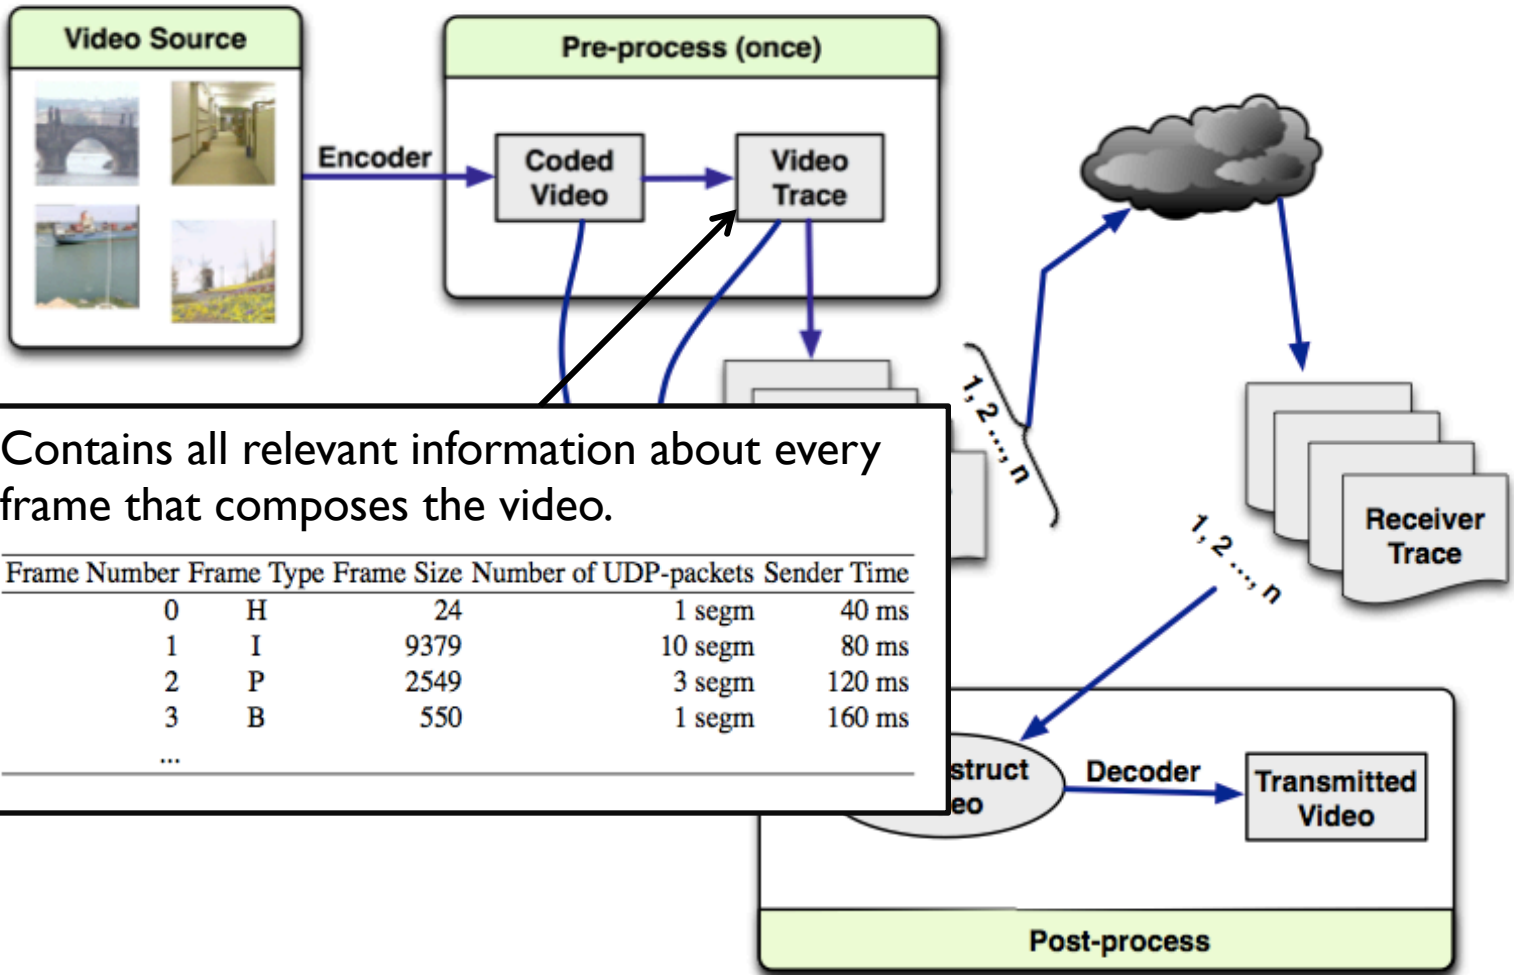 Video Source
Pre-process (once)
Encoder
Coded
Video
Video
Trace
1, 2 ..., n
Contains all relevant information about every
frame that composes the video.
Frame Number Frame Type Frame Size Number of UDP-packets Sender Time
0 H 24 1 segm 40 ms
1 I 9379 10 segm 80 ms
2 P 2549 3 segm 120 ms
3 B 550 1 segm 160 ms
...
Receiver
Trace
1, 2 ..., n
struct
eo
Decoder
Transmitted
Video
Post-process